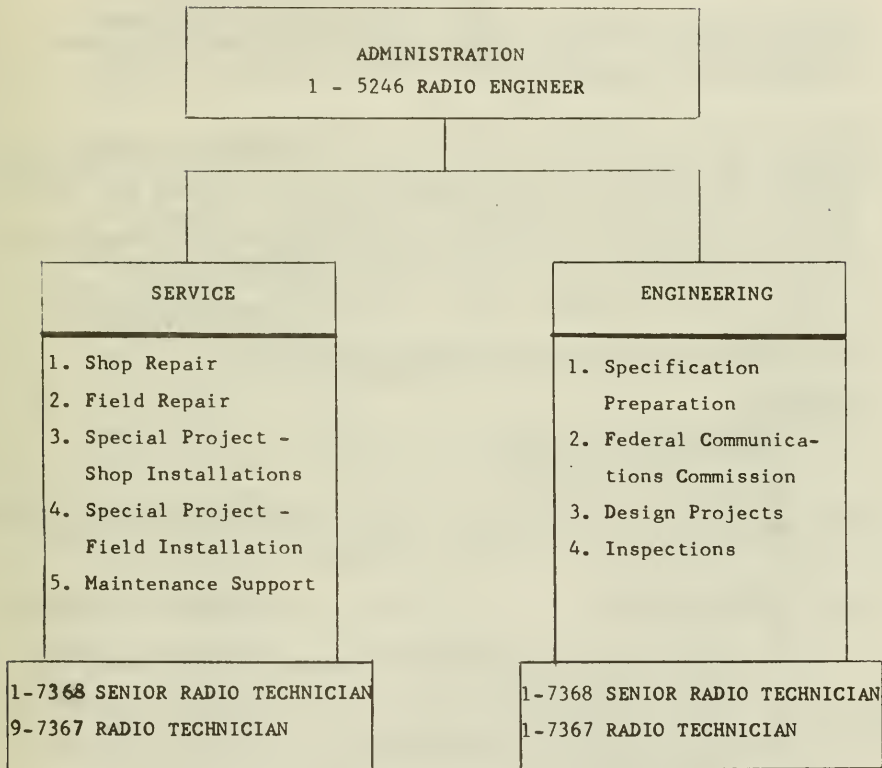 ADMINISTRATION
1 - 5246 RADIO ENGINEER
SERVICE
1. Shop Repair
2. Field Repair
3. Special Project -
Shop Installations
4. Special Project -
Field Installation
5. Maintenance Support
1-7368 SENIOR RADIO TECHNICIAN
9-7367 RADIO TECHNICIAN
ENGINEERING
1. Specification
Preparation
2. Federal Communica-
tions Commission
3. Design Projects
4. Inspections
1-7368 SENIOR RADIO TECHNICIAN
1-7367 RADIO TECHNICIAN